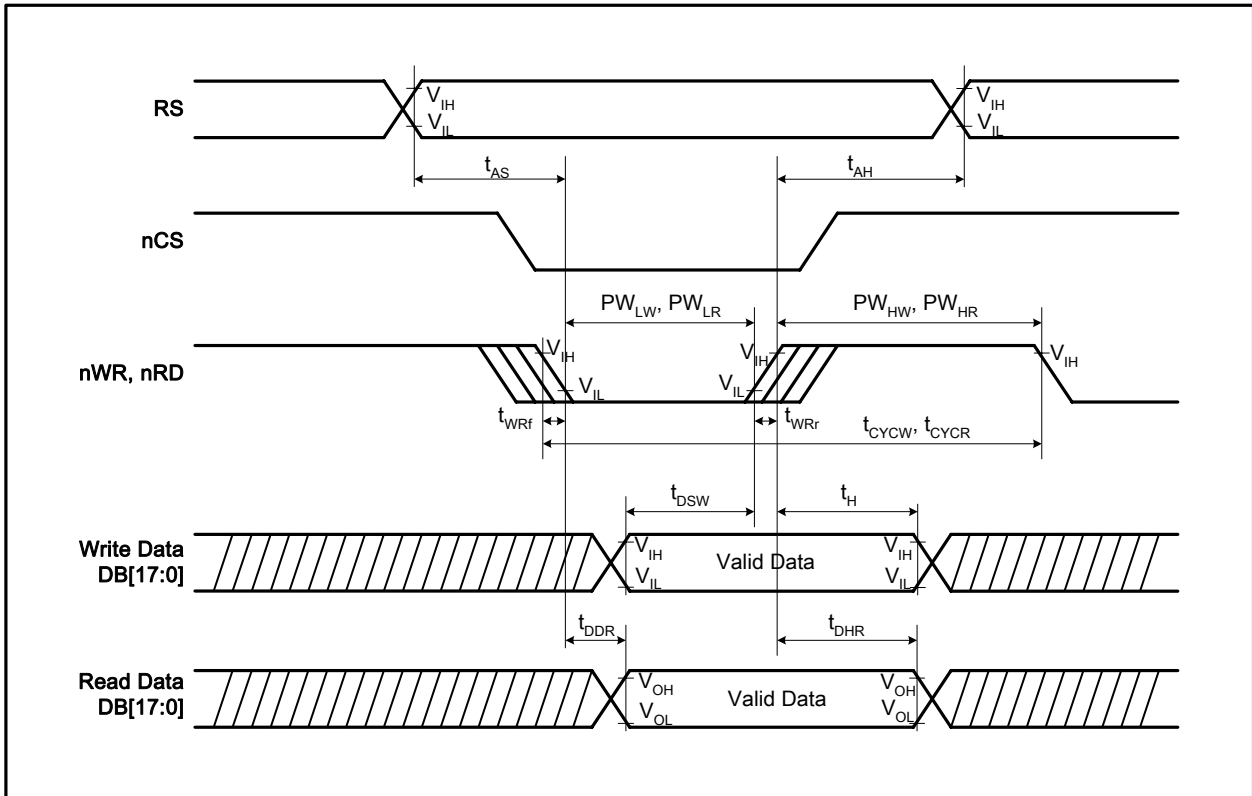 RS
V_IH
V_IL
V_IH
V_IL
t_AS
t_AH
nCS
PW_LW, PW_LR
PW_HW, PW_HR
nWR, nRD
V_IH
V_IL
V_IH
V_IL
V_IH
t_WRf
t_WRr
t_CYCW, t_CYCR
t_DSW
t_H
Write Data
DB[17:0]
V_IH
V_IL
Valid Data
V_IH
V_IL
t_DDR
t_DHR
Read Data
DB[17:0]
V_OH
V_OL
Valid Data
V_OH
V_OL